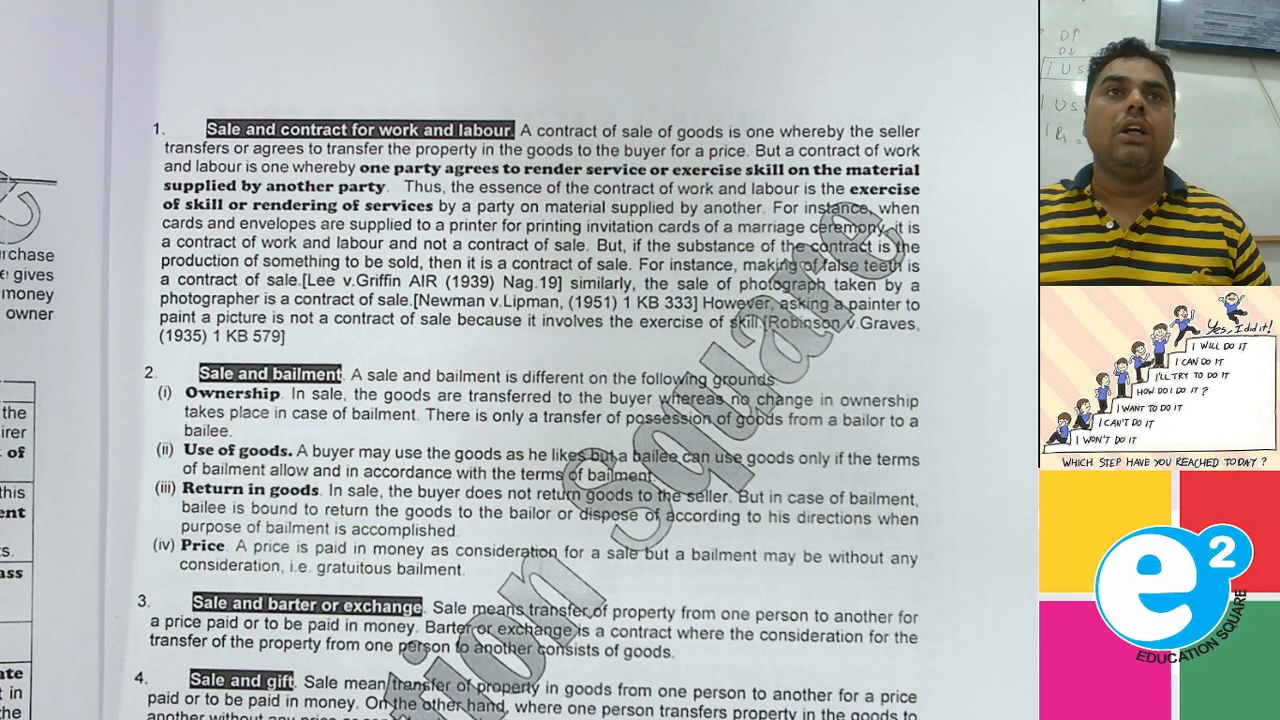 1. Sale and contract for work and labour. A contract of sale of goods is one whereby the seller
transfers or agrees to transfer the property in the goods to the buyer for a price. But a contract of work
and labour is one whereby one party agrees to render service or exercise skill on the material
supplied by another party. Thus, the essence of the contract of work and labour is the exercise
of skill or rendering of services by a party on material supplied by another. For instance, when
cards and envelopes are supplied to a printer for printing invitation cards of a marriage ceremony, it is
a contract of work and labour and not a contract of sale. But, if the substance of the contract is the
production of something to be sold, then it is a contract of sale. For instance, making of false teeth is
a contract of sale.[Lee v.Griffin AIR (1939) Nag.19] similarly, the sale of photograph taken by a
photographer is a contract of sale.[Newman v.Lipman, (1951) 1 KB 333] However, asking a painter to
paint a picture is not a contract of sale because it involves the exercise of skill.[Robinson v.Graves,
(1935) 1 KB 579]
2. Sale and bailment. A sale and bailment is different on the following grounds.
(i) Ownership. In sale, the goods are transferred to the buyer whereas no change in ownership
takes place in case of bailment. There is only a transfer of possession of goods from a bailor to a
bailee.
(ii) Use of goods. A buyer may use the goods as he likes but a bailee can use goods only if the terms
of bailment allow and in accordance with the terms of bailment.
(iii) Return in goods. In sale, the buyer does not return goods to the seller. But in case of bailment,
bailee is bound to return the goods to the bailor or dispose of according to his directions when
purpose of bailment is accomplished.
(iv) Price. A price is paid in money as consideration for a sale but a bailment may be without any
consideration, i.e. gratuitous bailment.
3. Sale and barter or exchange. Sale means transfer of property from one person to another for
a price paid or to be paid in money. Barter or exchange is a contract where the consideration for the
transfer of the property from one person to another consists of goods.
4. Sale and gift. Sale mean transfer of property in goods from one person to another for a price
paid or to be paid in money. On the other hand, where one person transfers property in the goods to
another without any price
tion Square
chase
gives
money
owner
the
irer
of
this
ent
s.
ass
ate
in
the
D↑
D↓
1 US
1 US
Yes, I did it!
I WILL DO IT
I CAN DO IT
I'LL TRY TO DO IT
HOW DO I DO IT?
I WANT TO DO IT
I CAN'T DO IT
I WON'T DO IT
WHICH STEP HAVE YOU REACHED TODAY?
e2
EDUCATION SQUARE